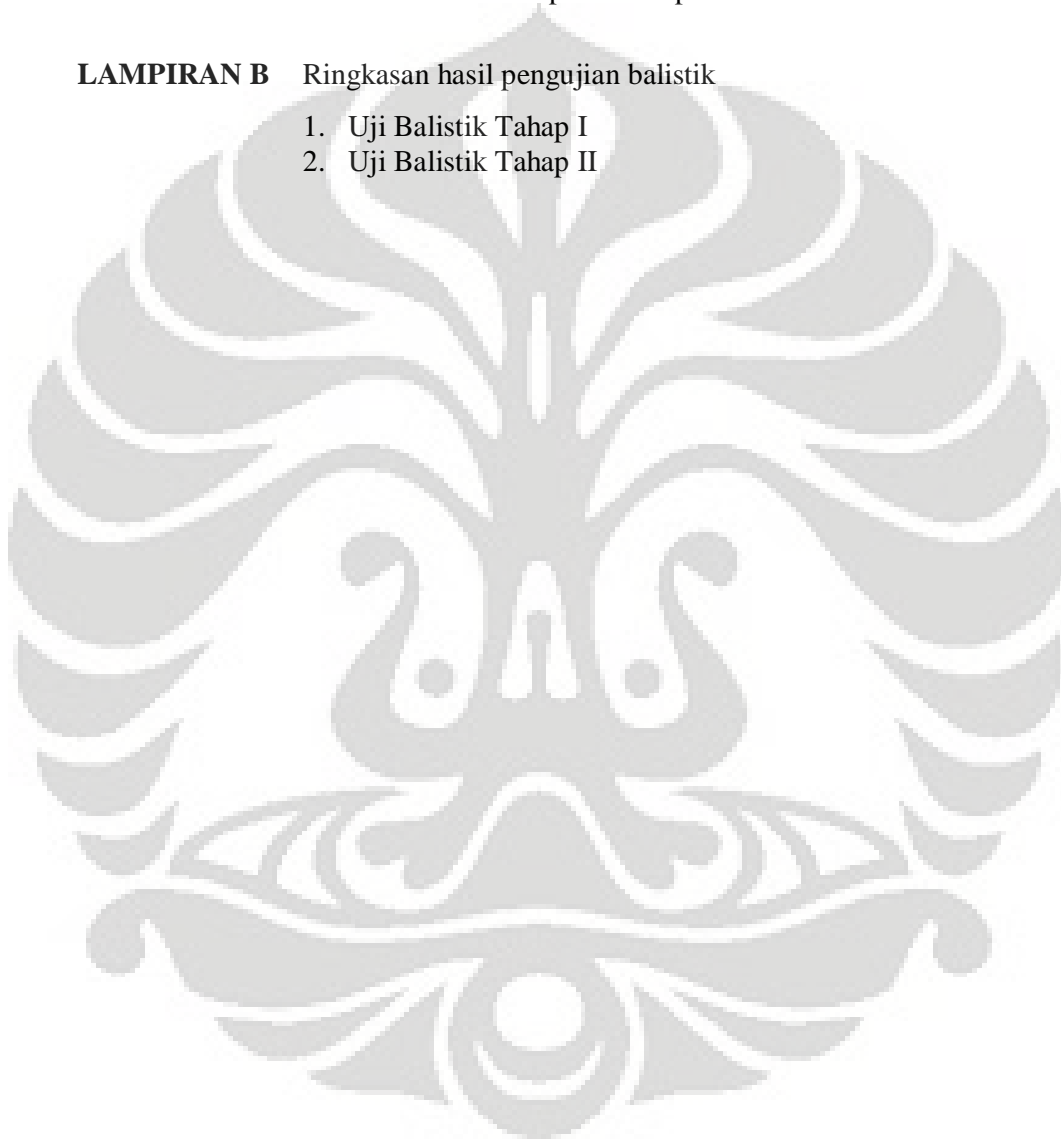 LAMPIRAN B Ringkasan hasil pengujian balistik
1. Uji Balistik Tahap I
2. Uji Balistik Tahap II